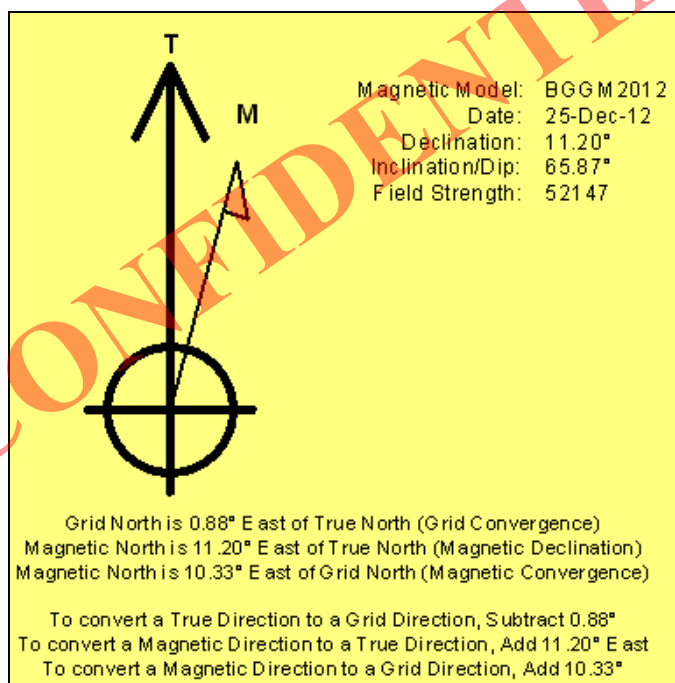 T
M
Magnetic Model: BGGM2012
Date: 25-Dec-12
Declination: 11.20°
Inclination/Dip: 65.87°
Field Strength: 52147
CONFIDENTI
Grid North is 0.88° East of True North (Grid Convergence)
Magnetic North is 11.20° East of True North (Magnetic Declination)
Magnetic North is 10.33° East of Grid North (Magnetic Convergence)
To convert a True Direction to a Grid Direction, Subtract 0.88°
To convert a Magnetic Direction to a True Direction, Add 11.20° East
To convert a Magnetic Direction to a Grid Direction, Add 10.33°